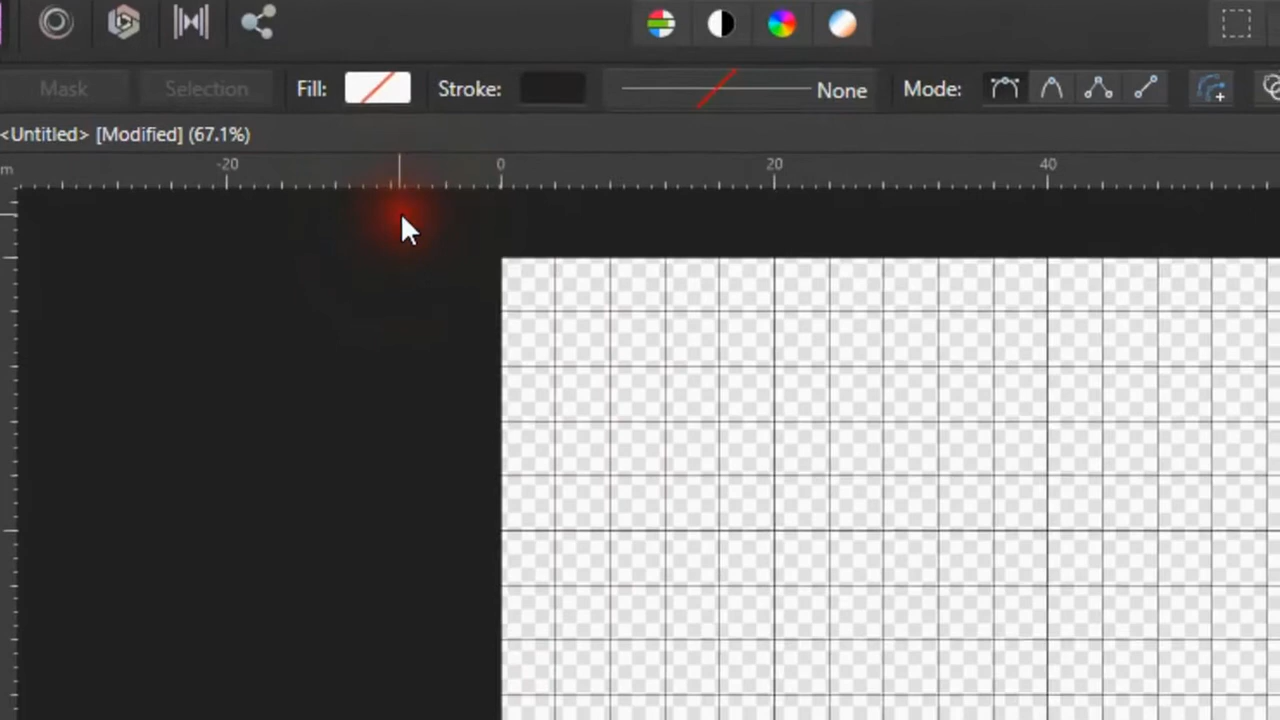 Mask Selection Fill: Stroke: None Mode:
<Untitled> [Modified] (67.1%)
m -20 0 20 40